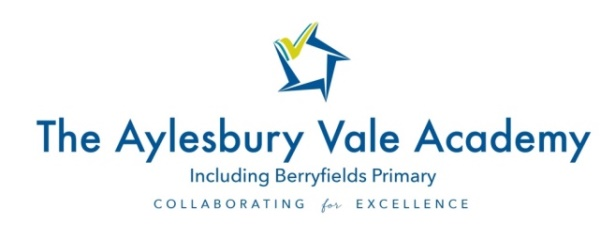 The Aylesbury Vale Academy
Including Berryfields Primary
COLLABORATING for EXCELLENCE